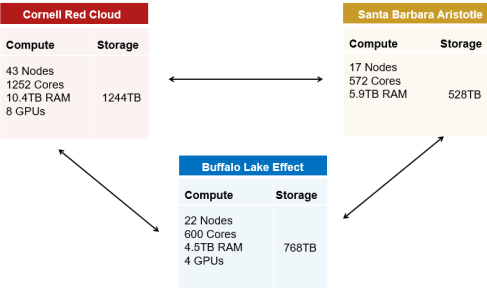 Cornell Red Cloud
Compute Storage
43 Nodes
1252 Cores
10.4TB RAM
8 GPUs
1244TB
Santa Barbara Aristotle
Compute Storage
17 Nodes
572 Cores
5.9TB RAM
528TB
Buffalo Lake Effect
Compute Storage
22 Nodes
600 Cores
4.5TB RAM
4 GPUs
768TB